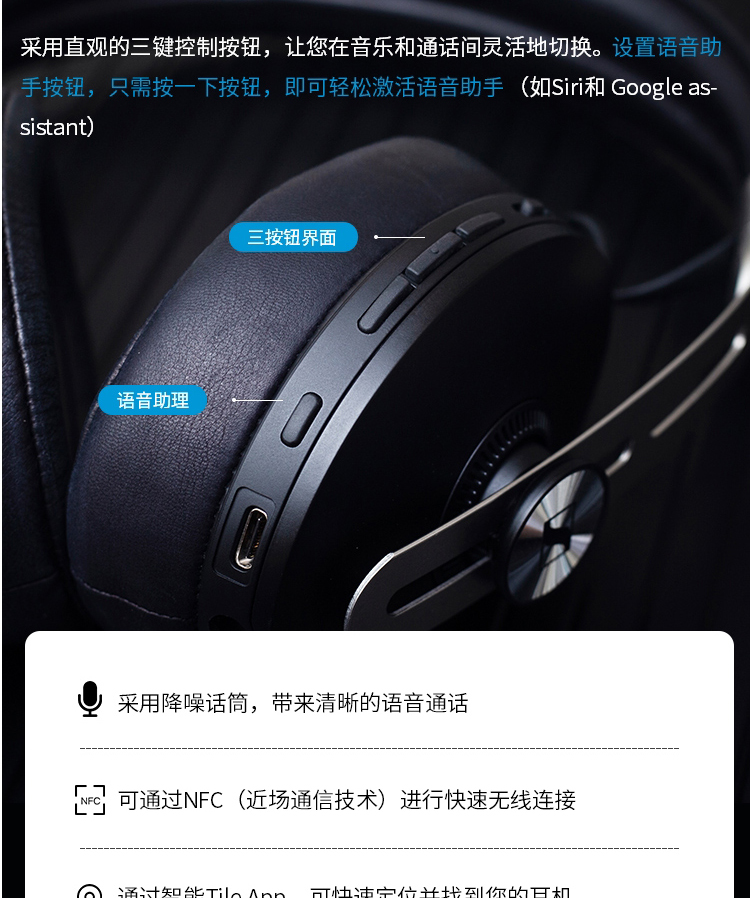 采用直观的三键控制按钮，让您在音乐和通话间灵活地切换。设置语音助
手按钮，只需按一下按钮，即可轻松激活语音助手（如Siri和 Google as-
sistant）
三按钮界面
语音助理
采用降噪话筒，带来清晰的语音通话
NFC 可通过NFC（近场通信技术）进行快速无线连接
通过智能Tile App，可快速定位并找到您的耳机